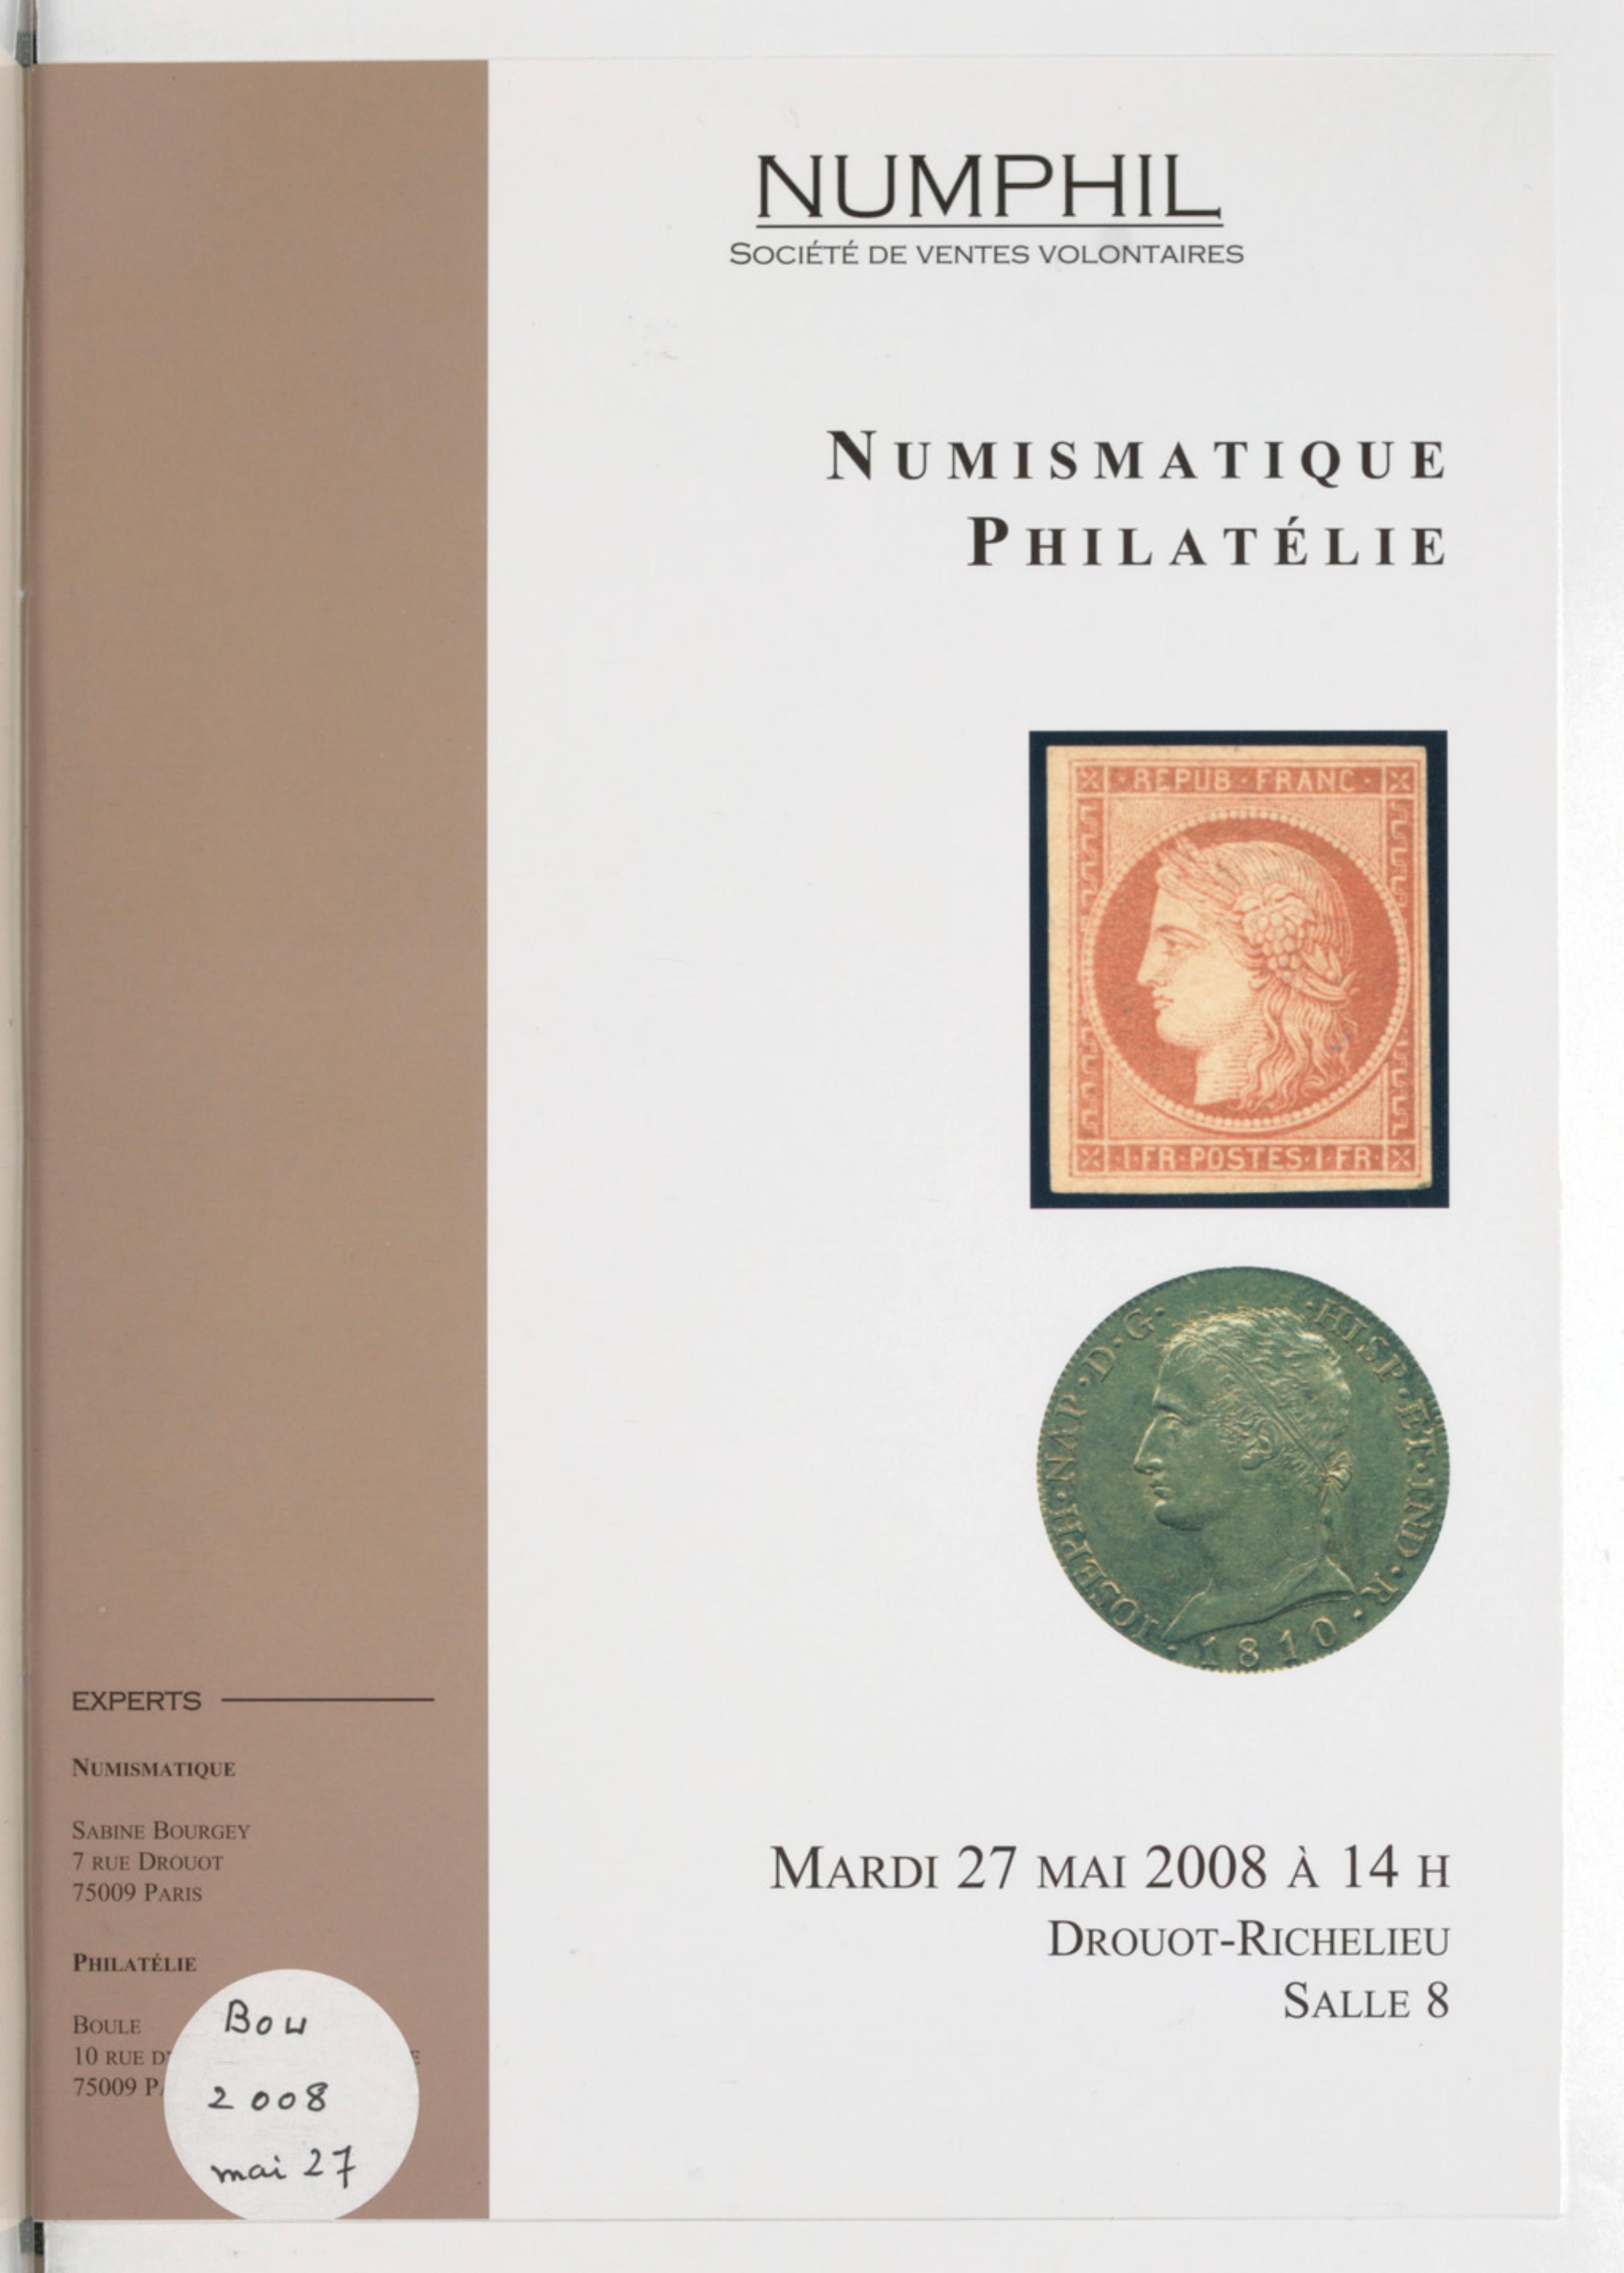 NUMPHIL
SOCIÉTÉ DE VENTES VOLONTAIRES
NUMISMATIQUE
PHILATÉLIE
· REPUB · FRANC ·
1 · FR · POSTES · 1 · FR ·
IOSEPH · NAP · D · G · HISP · ET · IND · R ·
· 1810 ·
MARDI 27 MAI 2008 À 14 H
DROUOT-RICHELIEU
SALLE 8
EXPERTS
NUMISMATIQUE
SABINE BOURGEY
7 RUE DROUOT
75009 PARIS
PHILATÉLIE
BOULE
10 RUE
75009
Bou
2008
mai 27